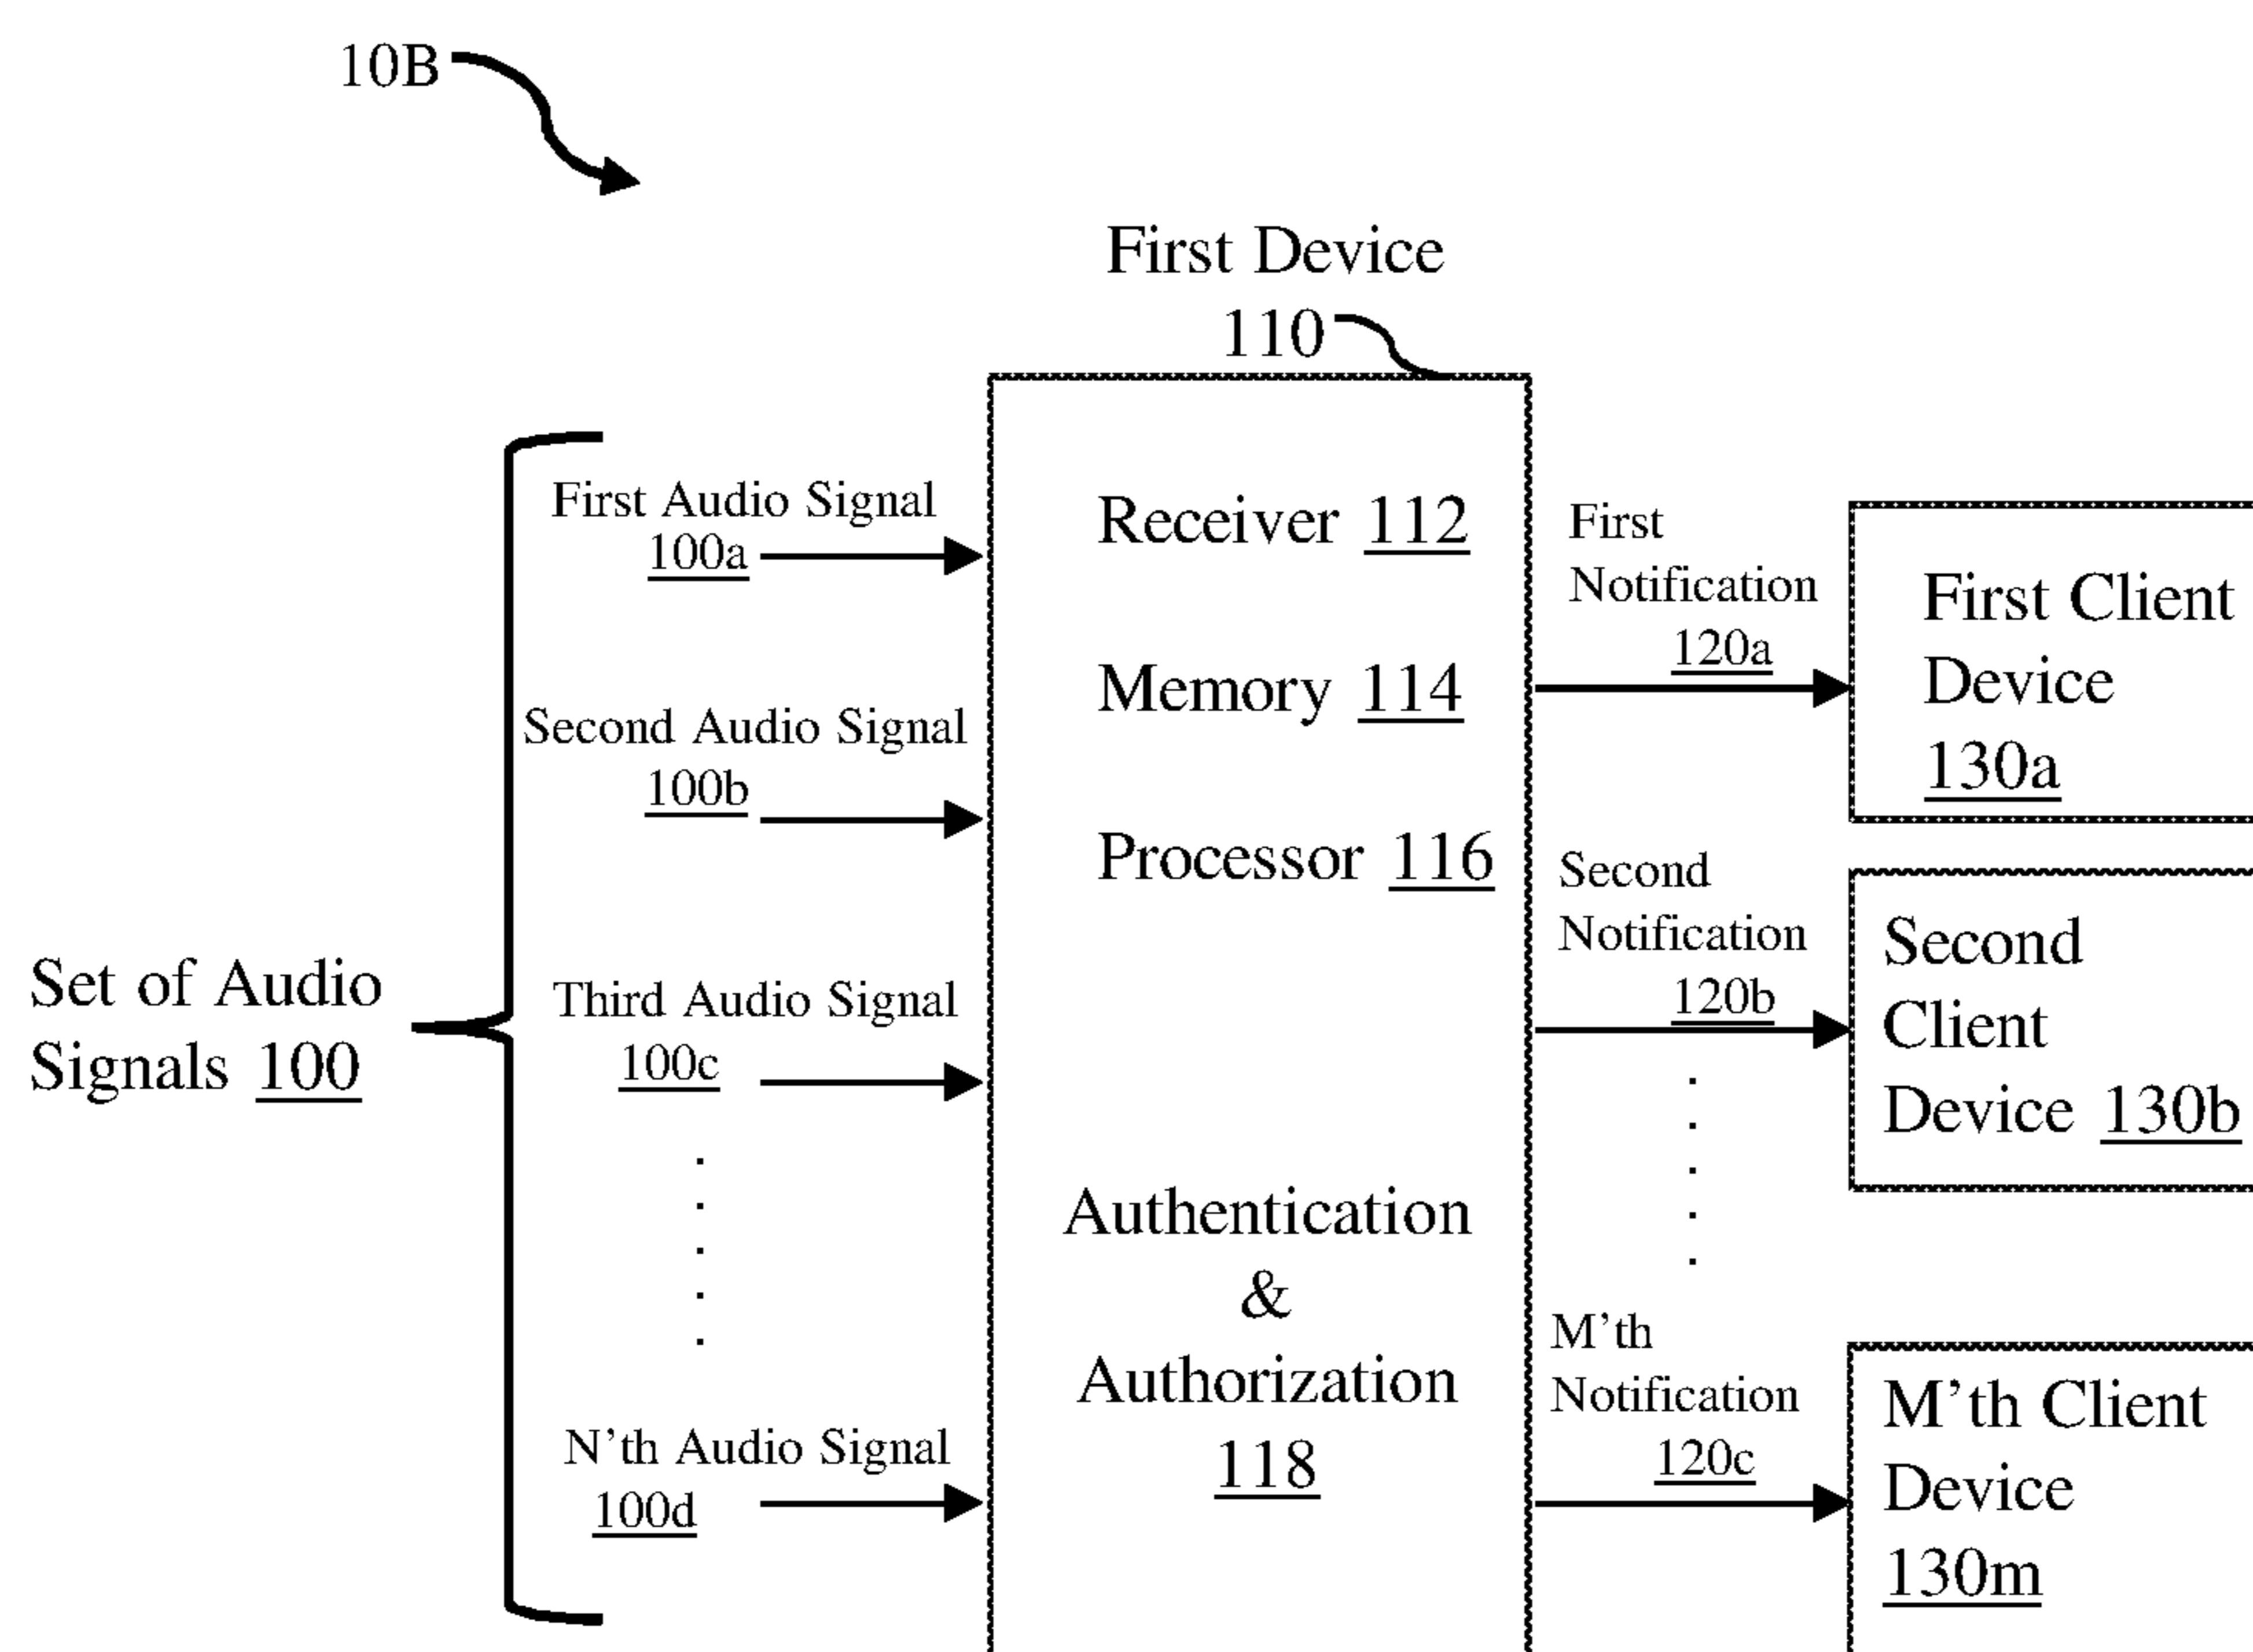 10B
First Device
110
Set of Audio
Signals 100
First Audio Signal
100a
Second Audio Signal
100b
Third Audio Signal
100c
N’th Audio Signal
100d
Receiver 112
Memory 114
Processor 116
Authentication
&
Authorization
118
First
Notification
120a
Second
Notification
120b
M’th
Notification
120c
First Client
Device
130a
Second
Client
Device 130b
M’th Client
Device
130m